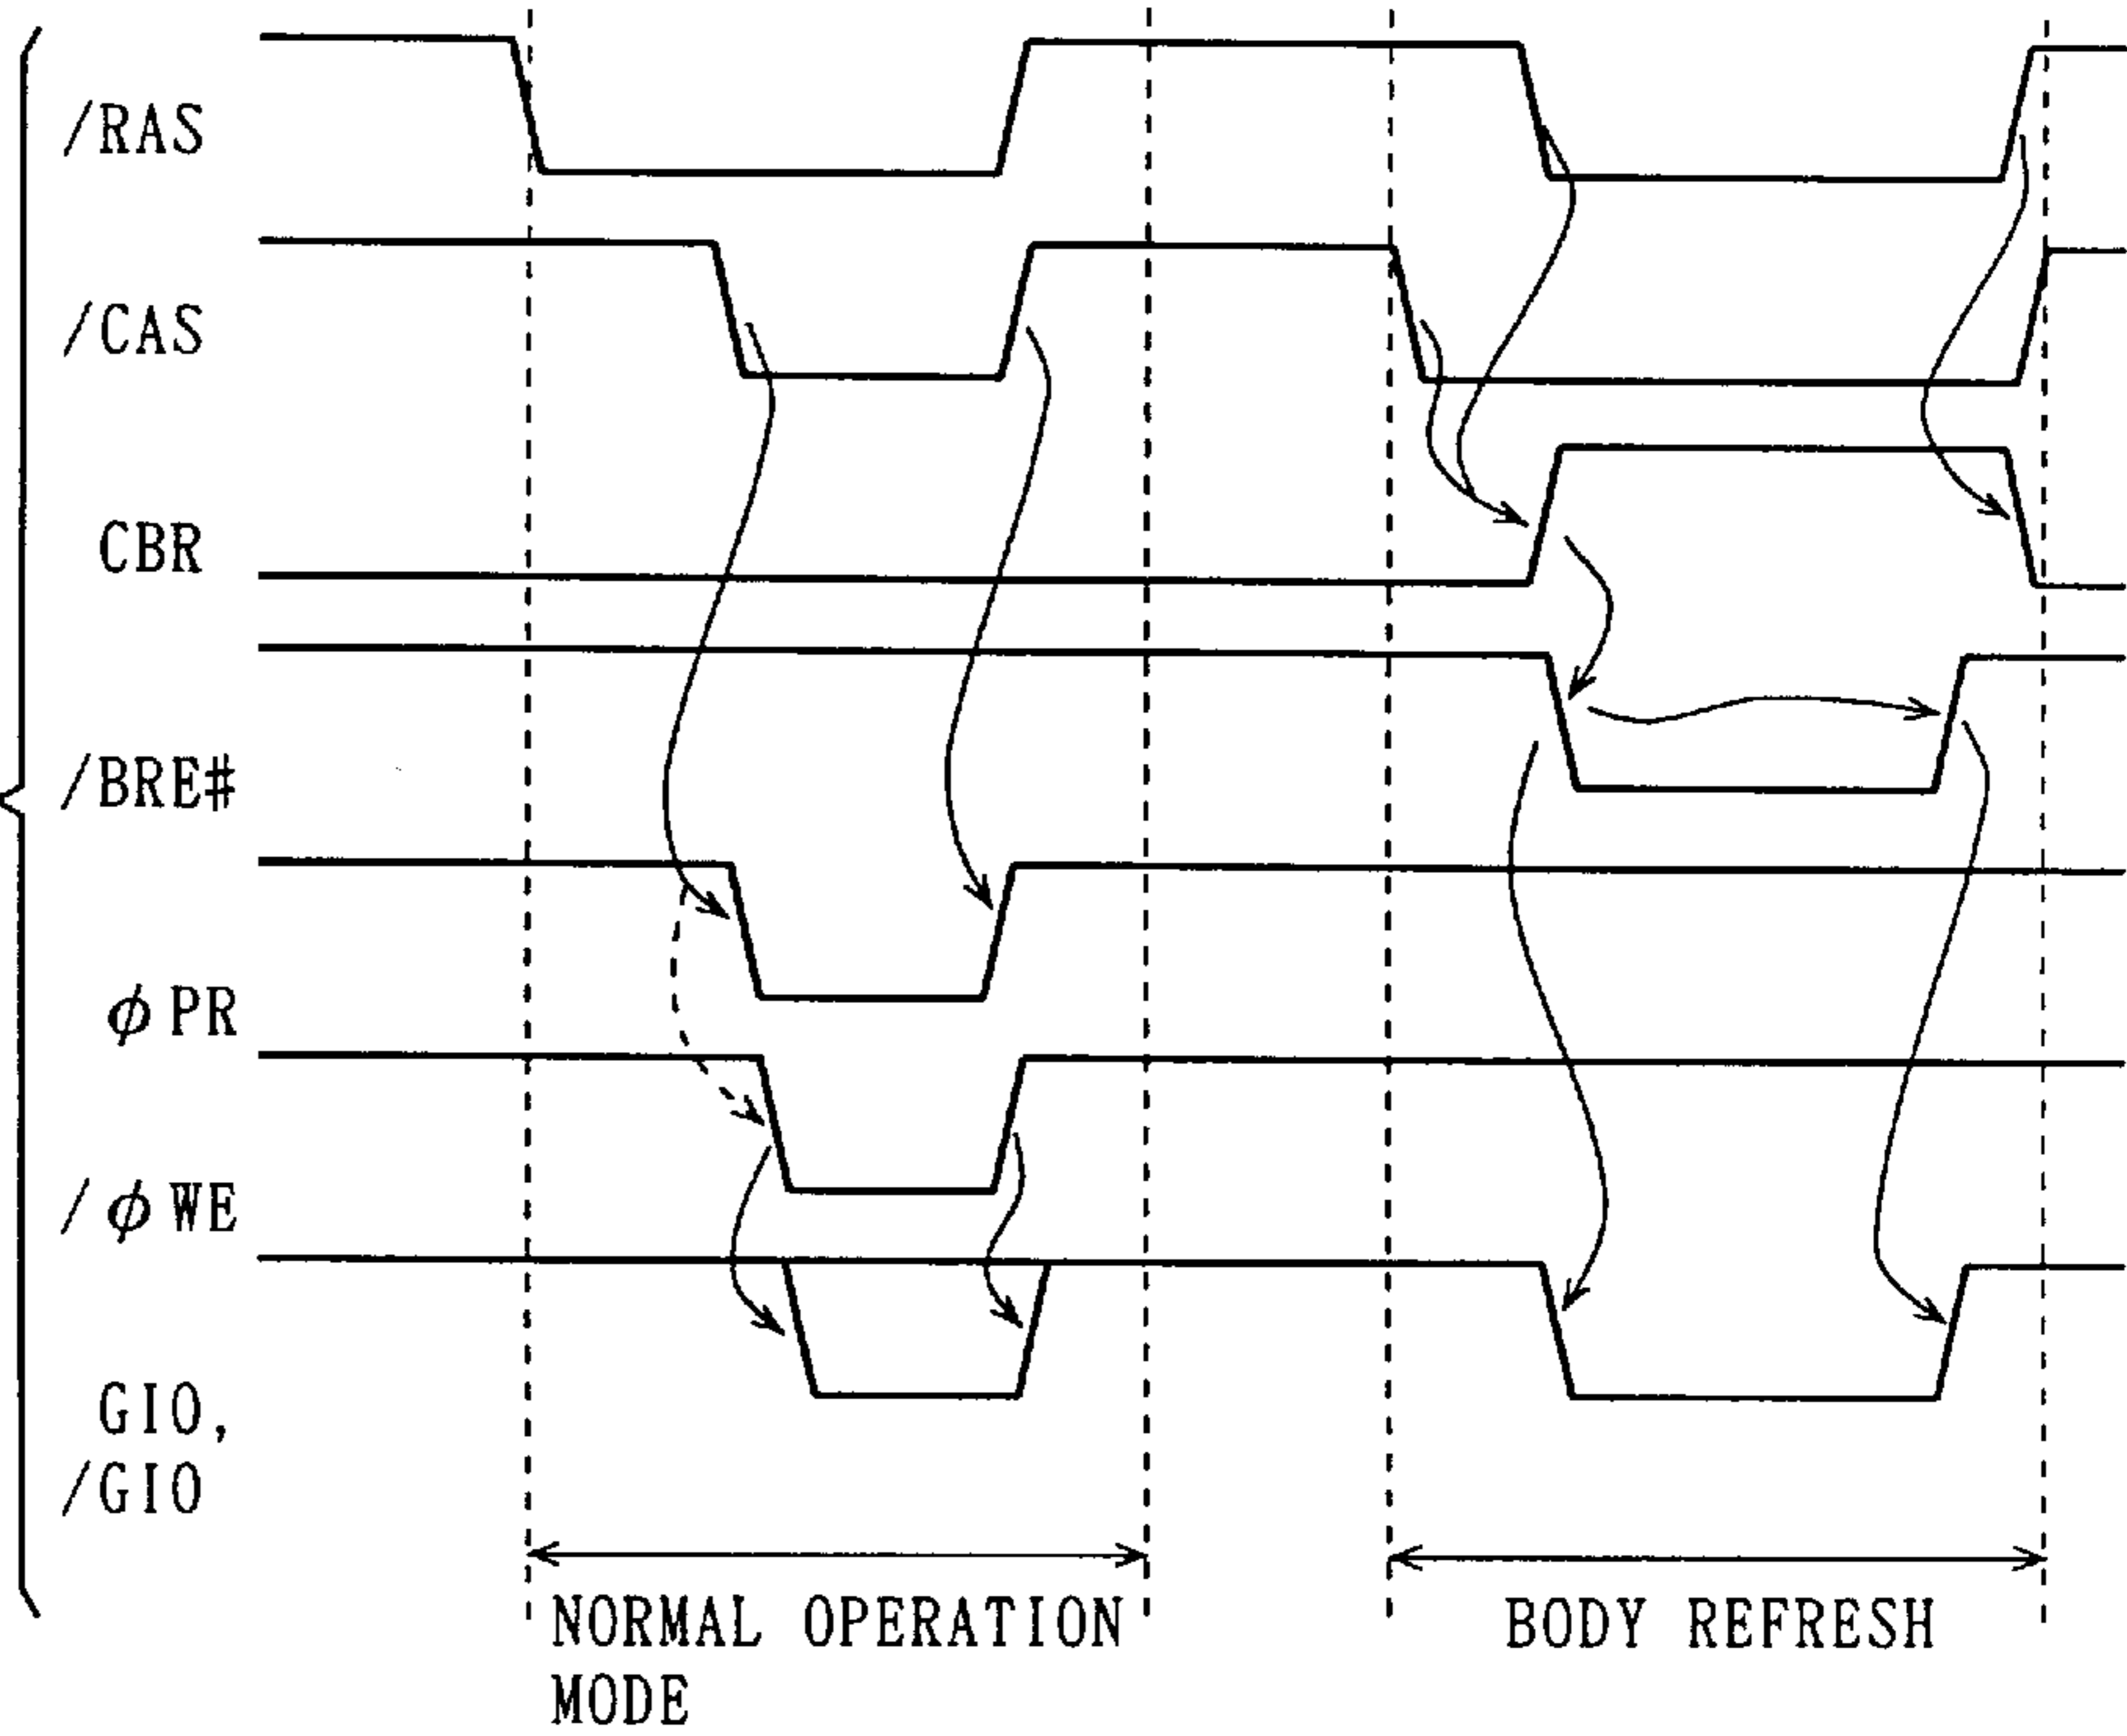 /RAS
/CAS
CBR
/BRE#
ϕPR
/ϕWE
GIO,
/GIO
NORMAL OPERATION
MODE
BODY REFRESH